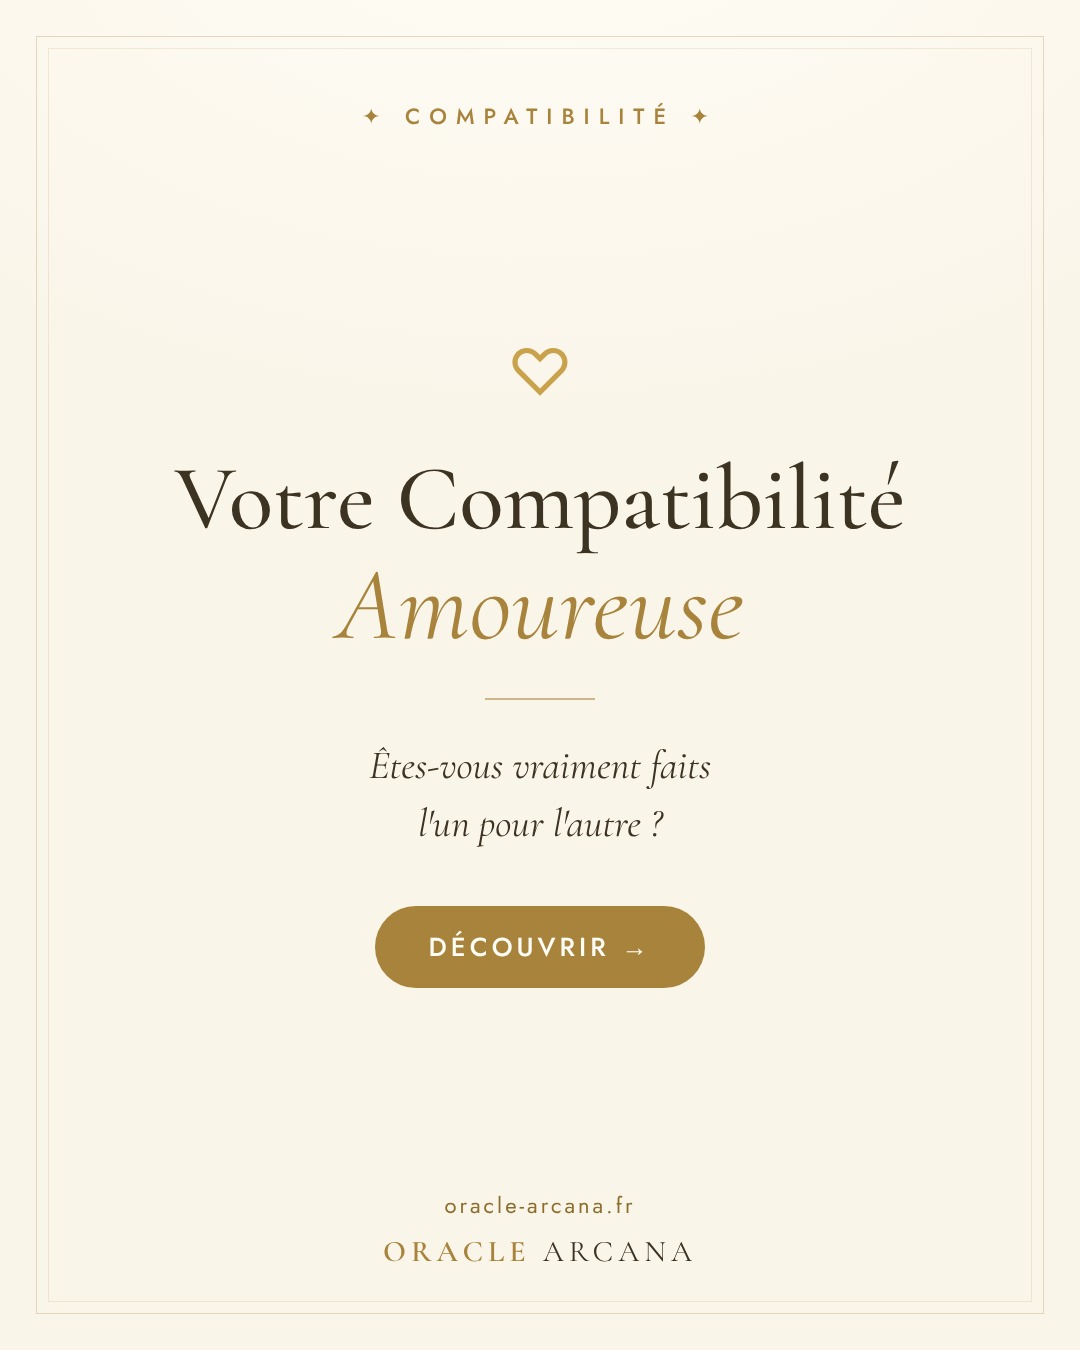 ✦ COMPATIBILITÉ ✦
Votre Compatibilité
Amoureuse
Êtes-vous vraiment faits
l'un pour l'autre ?
DÉCOUVRIR →
oracle-arcana.fr
ORACLE ARCANA